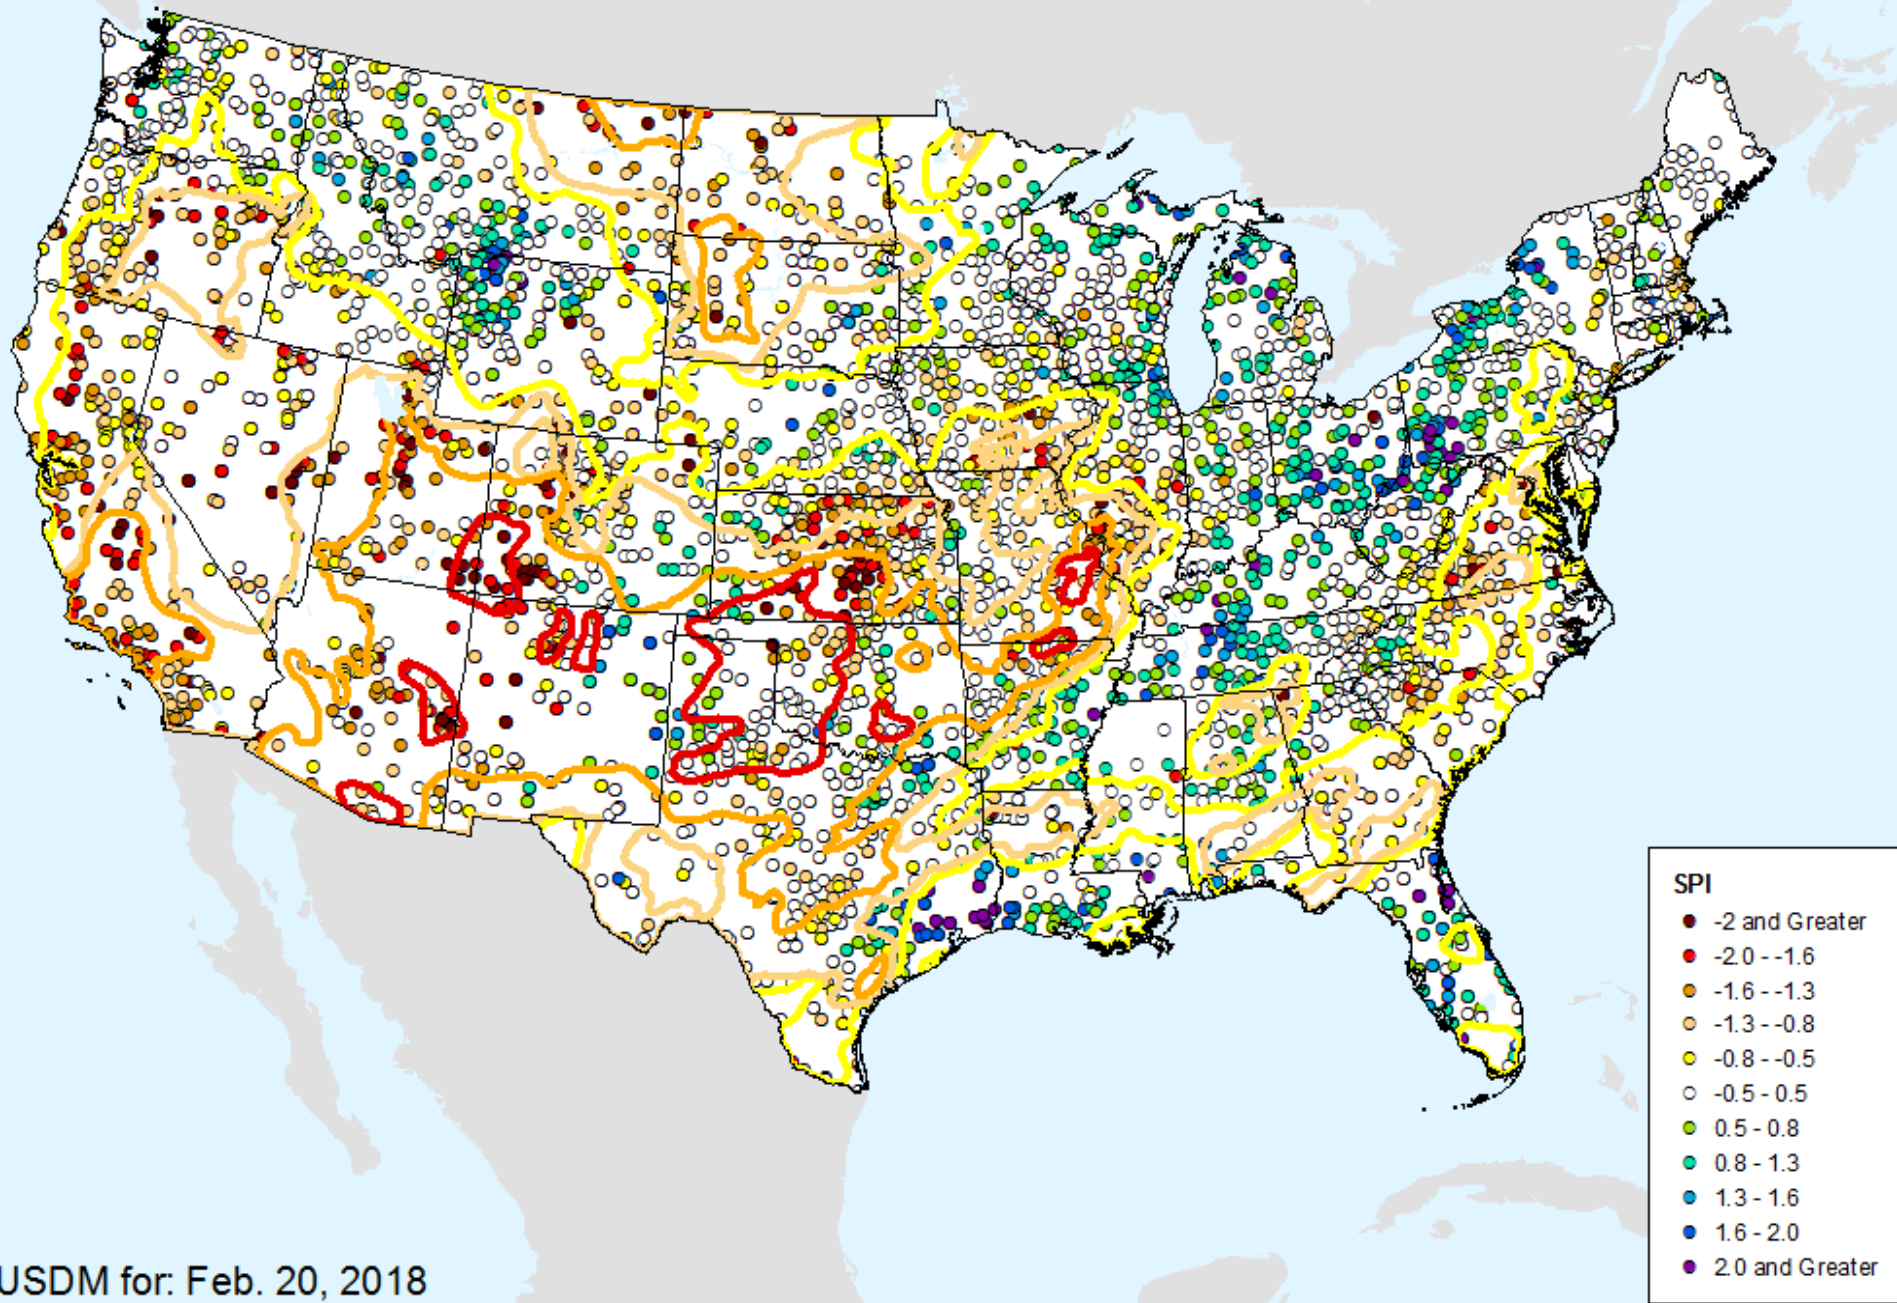 SPI
-2 and Greater
-2.0 - -1.6
-1.6 - -1.3
-1.3 - -0.8
-0.8 - -0.5
-0.5 - 0.5
0.5 - 0.8
0.8 - 1.3
1.3 - 1.6
1.6 - 2.0
2.0 and Greater
USDM for: Feb. 20, 2018